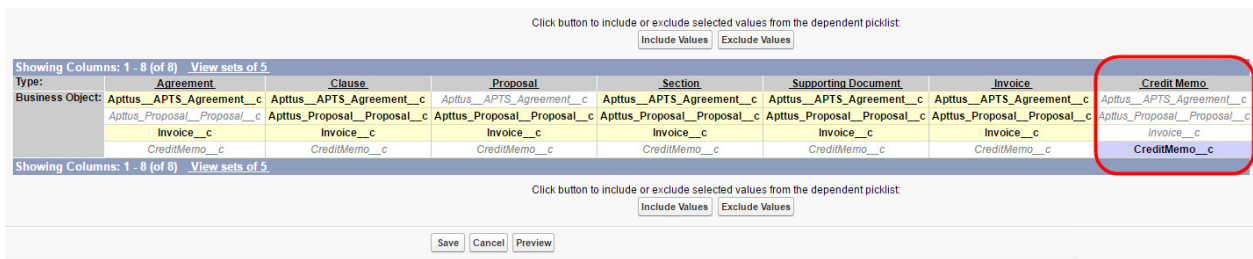 Click button to include or exclude selected values from the dependent picklist:
Include Values Exclude Values
Showing Columns: 1 - 8 (of 8) View sets of 5
Type: Agreement Clause Proposal Section Supporting Document Invoice Credit Memo
Business Object: Apttus__APTS_Agreement__c Apttus__APTS_Agreement__c Apttus__APTS_Agreement__c Apttus__APTS_Agreement__c Apttus__APTS_Agreement__c Apttus__APTS_Agreement__c Apttus__APTS_Agreement__c
Apttus_Proposal__Proposal__c Apttus_Proposal__Proposal__c Apttus_Proposal__Proposal__c Apttus_Proposal__Proposal__c Apttus_Proposal__Proposal__c Apttus_Proposal__Proposal__c Apttus_Proposal__Proposal__c
Invoice__c Invoice__c Invoice__c Invoice__c Invoice__c Invoice__c Invoice__c
CreditMemo__c CreditMemo__c CreditMemo__c CreditMemo__c CreditMemo__c CreditMemo__c CreditMemo__c
Showing Columns: 1 - 8 (of 8) View sets of 5
Click button to include or exclude selected values from the dependent picklist:
Include Values Exclude Values
Save Cancel Preview